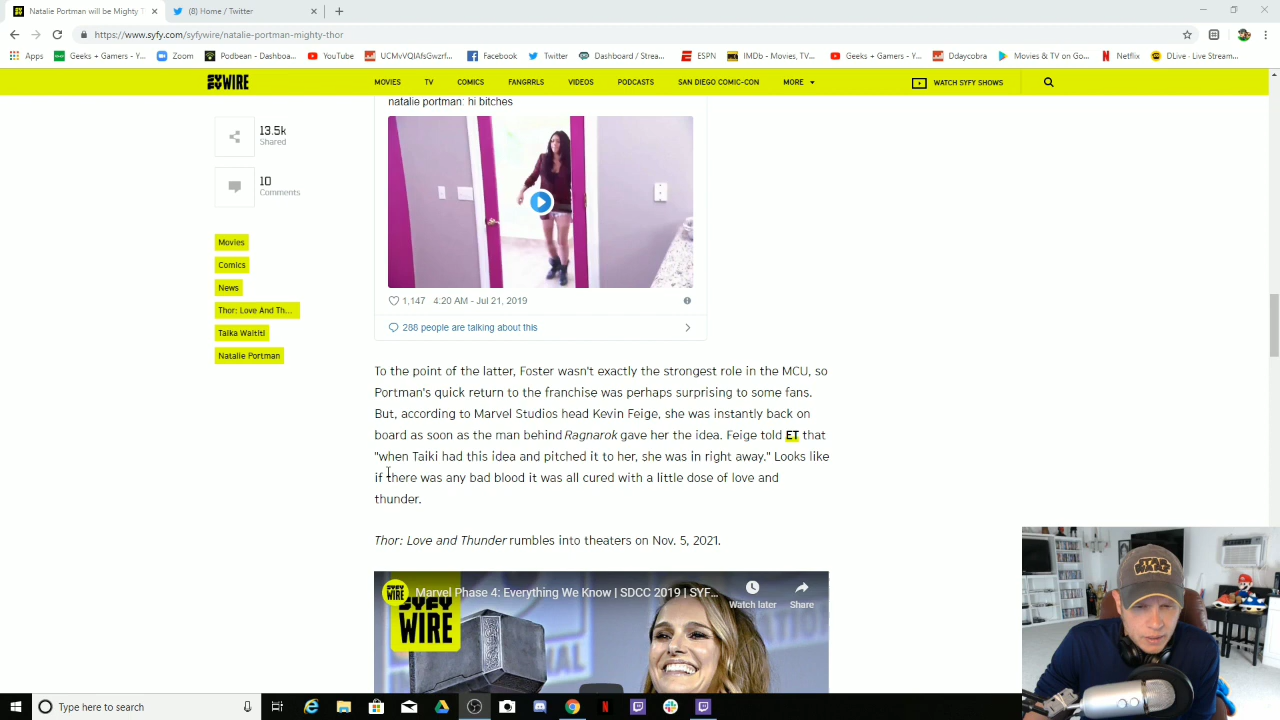 Natalie Portman will be Mighty T
(8) Home / Twitter
https://www.syfy.com/syfywire/natalie-portman-mighty-thor
Apps
Geeks + Gamers - Y...
Zoom
Podbean - Dashboa...
YouTube
UCMvVQIAfsGwzrf...
Facebook
Twitter
Dashboard / Strea...
ESPN
IMDb - Movies, TV...
Geeks + Gamers - Y...
Ddaycobra
Movies & TV on Go...
Netflix
DLive · Live Stream...
SYFY WIRE
MOVIES
TV
COMICS
FANGRRLS
VIDEOS
PODCASTS
SAN DIEGO COMIC-CON
MORE
WATCH SYFY SHOWS
natalie portman: hi bitches
13.5k
Shared
10
Comments
Movies
Comics
News
Thor: Love And Th...
Taika Waititi
Natalie Portman
1,147 4:20 AM - Jul 21, 2019
288 people are talking about this
To the point of the latter, Foster wasn't exactly the strongest role in the MCU, so
Portman's quick return to the franchise was perhaps surprising to some fans.
But, according to Marvel Studios head Kevin Feige, she was instantly back on
board as soon as the man behind Ragnarok gave her the idea. Feige told ET that
"when Taiki had this idea and pitched it to her, she was in right away." Looks like
if there was any bad blood it was all cured with a little dose of love and
thunder.
Thor: Love and Thunder rumbles into theaters on Nov. 5, 2021.
Marvel Phase 4: Everything We Know | SDCC 2019 | SYF...
Watch later
Share
SYFY
WIRE
Type here to search